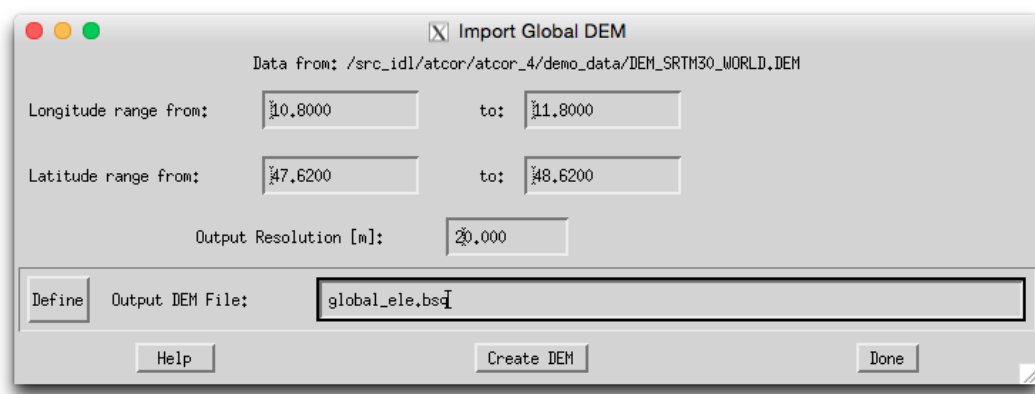 Import Global DEM
Data from: /src_idl/atcor/atcor_4/demo_data/DEM_SRTM30_WORLD.DEM
Longitude range from: 10.8000 to: 11.8000
Latitude range from: 47.6200 to: 48.6200
Output Resolution [m]: 20.000
Define Output DEM File: global_ele.bsq
Help Create DEM Done